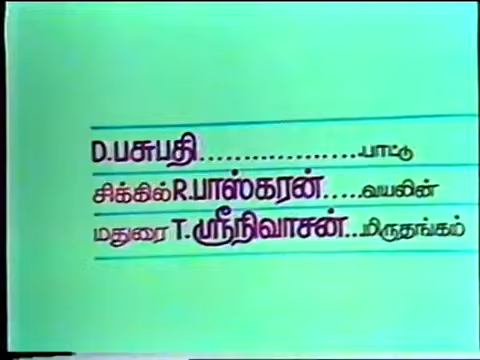 D.பசுபதி....................பாட்டு
சிக்கில் R.பாஸ்கரன்.....வயலின்
மதுரை T.ஸ்ரீநிவாசன்...மிருதங்கம்